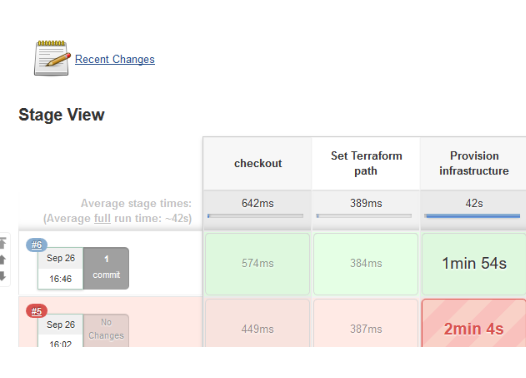 Recent Changes
Stage View
checkout
Set Terraform
path
Provision
infrastructure
Average stage times:
(Average full run time: ~42s)
642ms
389ms
42s
#6
Sep 26
16:46
1
commit
574ms
384ms
1min 54s
#5
Sep 26
16:02
No
Changes
449ms
387ms
2min 4s